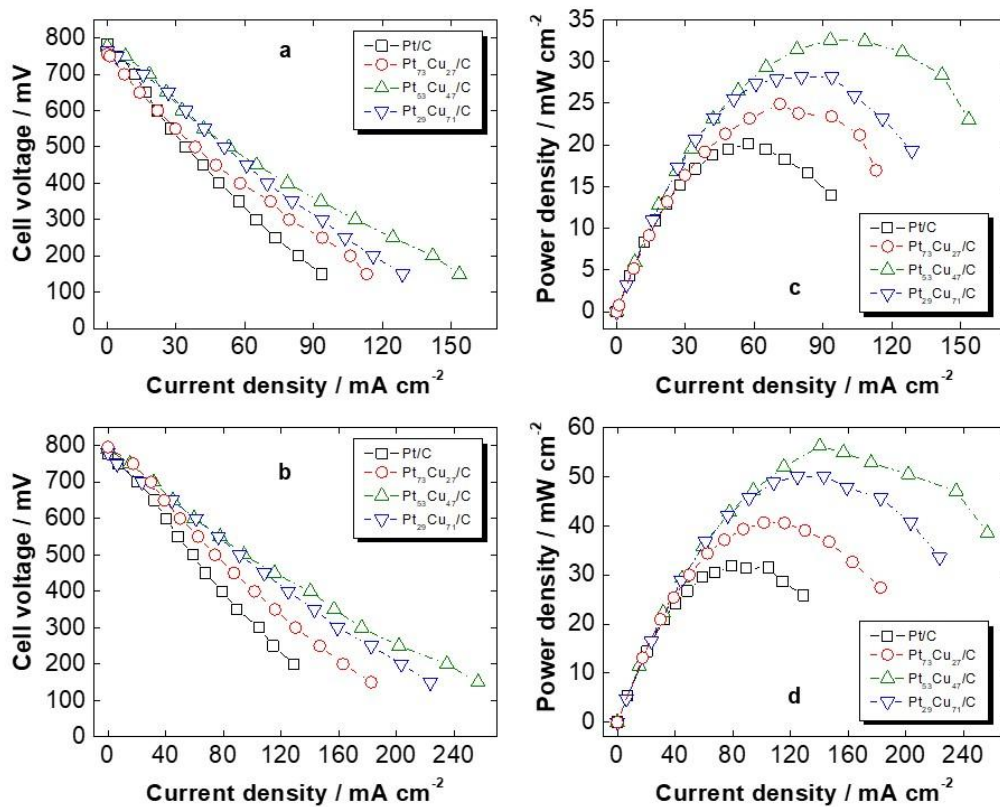 a
Pt/C
Pt₇₃Cu₂₇/C
Pt₅₃Cu₄₇/C
Pt₂₉Cu₇₁/C
Cell voltage / mV
800
700
600
500
400
300
200
100
0
0 30 60 90 120 150
Current density / mA cm⁻²
c
Pt/C
Pt₇₃Cu₂₇/C
Pt₅₃Cu₄₇/C
Pt₂₉Cu₇₁/C
Power density / mW cm⁻²
35
30
25
20
15
10
5
0
0 30 60 90 120 150
Current density / mA cm⁻²
b
Pt/C
Pt₇₃Cu₂₇/C
Pt₅₃Cu₄₇/C
Pt₂₉Cu₇₁/C
Cell voltage / mV
800
700
600
500
400
300
200
100
0
0 40 80 120 160 200 240
Current density / mA cm⁻²
d
Pt/C
Pt₇₃Cu₂₇/C
Pt₅₃Cu₄₇/C
Pt₂₉Cu₇₁/C
Power density / mW cm⁻²
60
50
40
30
20
10
0
0 40 80 120 160 200 240
Current density / mA cm⁻²